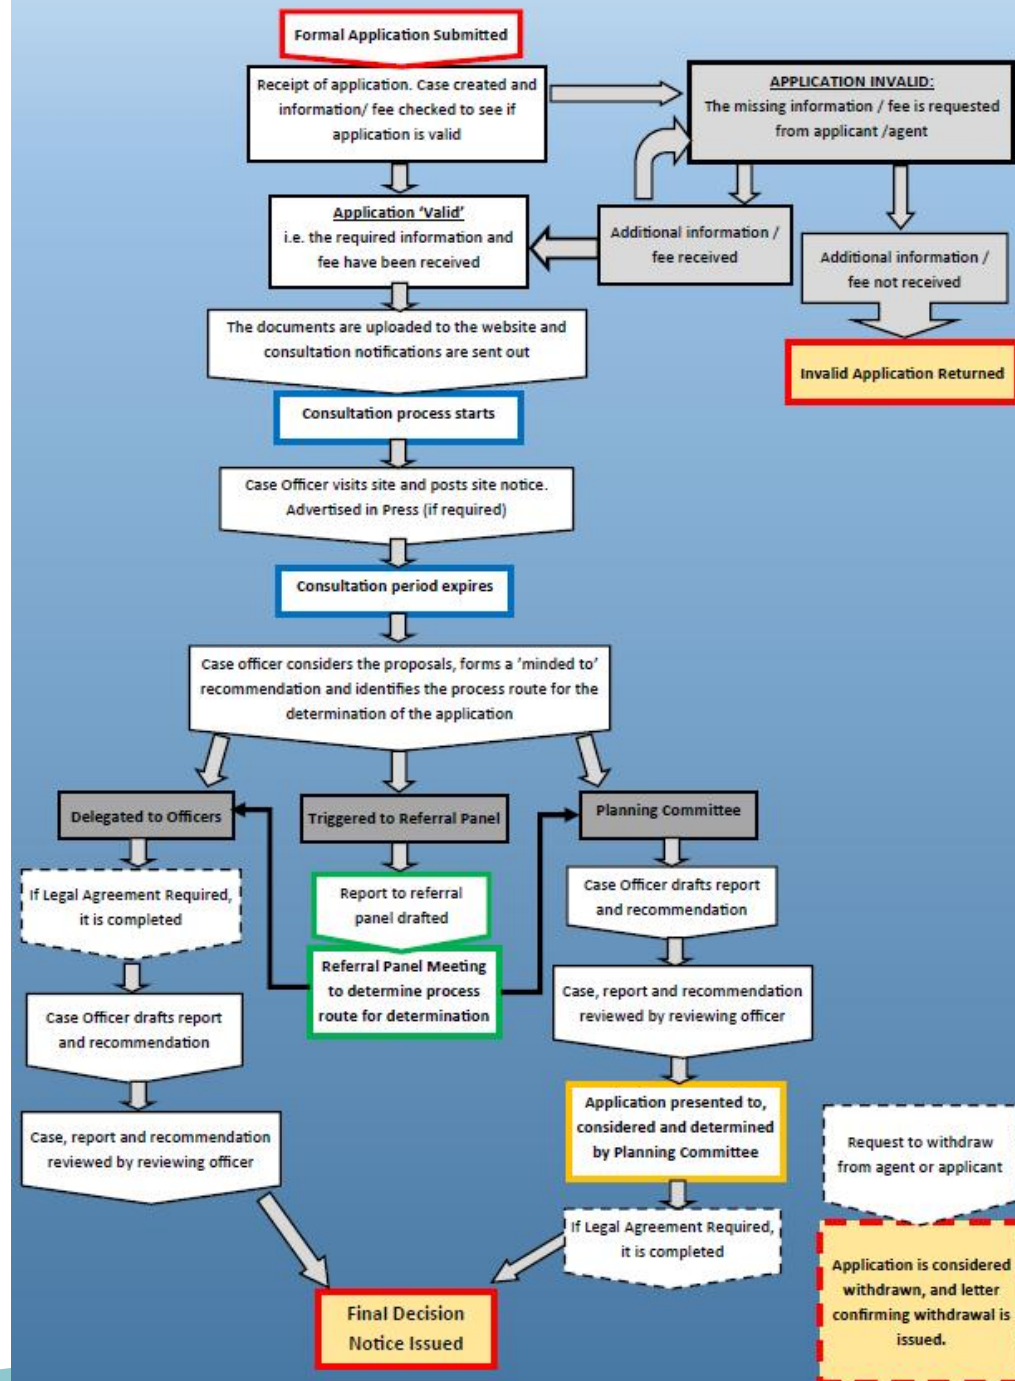 Formal Application Submitted
Receipt of application. Case created and
information/ fee checked to see if
application is valid
APPLICATION INVALID:
The missing information / fee is requested
from applicant /agent
Application 'Valid'
i.e. the required information and
fee have been received
Additional information /
fee received
Additional information /
fee not received
Invalid Application Returned
The documents are uploaded to the website and
consultation notifications are sent out
Consultation process starts
Case Officer visits site and posts site notice.
Advertised in Press (if required)
Consultation period expires
Case officer considers the proposals, forms a 'minded to'
recommendation and identifies the process route for the
determination of the application
Delegated to Officers
Triggered to Referral Panel
Planning Committee
If Legal Agreement Required,
it is completed
Case Officer drafts report
and recommendation
Case, report and recommendation
reviewed by reviewing officer
Report to referral
panel drafted
Referral Panel Meeting
to determine process
route for determination
Case Officer drafts report
and recommendation
Case, report and recommendation
reviewed by reviewing officer
Application presented to,
considered and determined
by Planning Committee
If Legal Agreement Required,
it is completed
Final Decision
Notice Issued
Request to withdraw
from agent or applicant
Application is considered
withdrawn, and letter
confirming withdrawal is
issued.